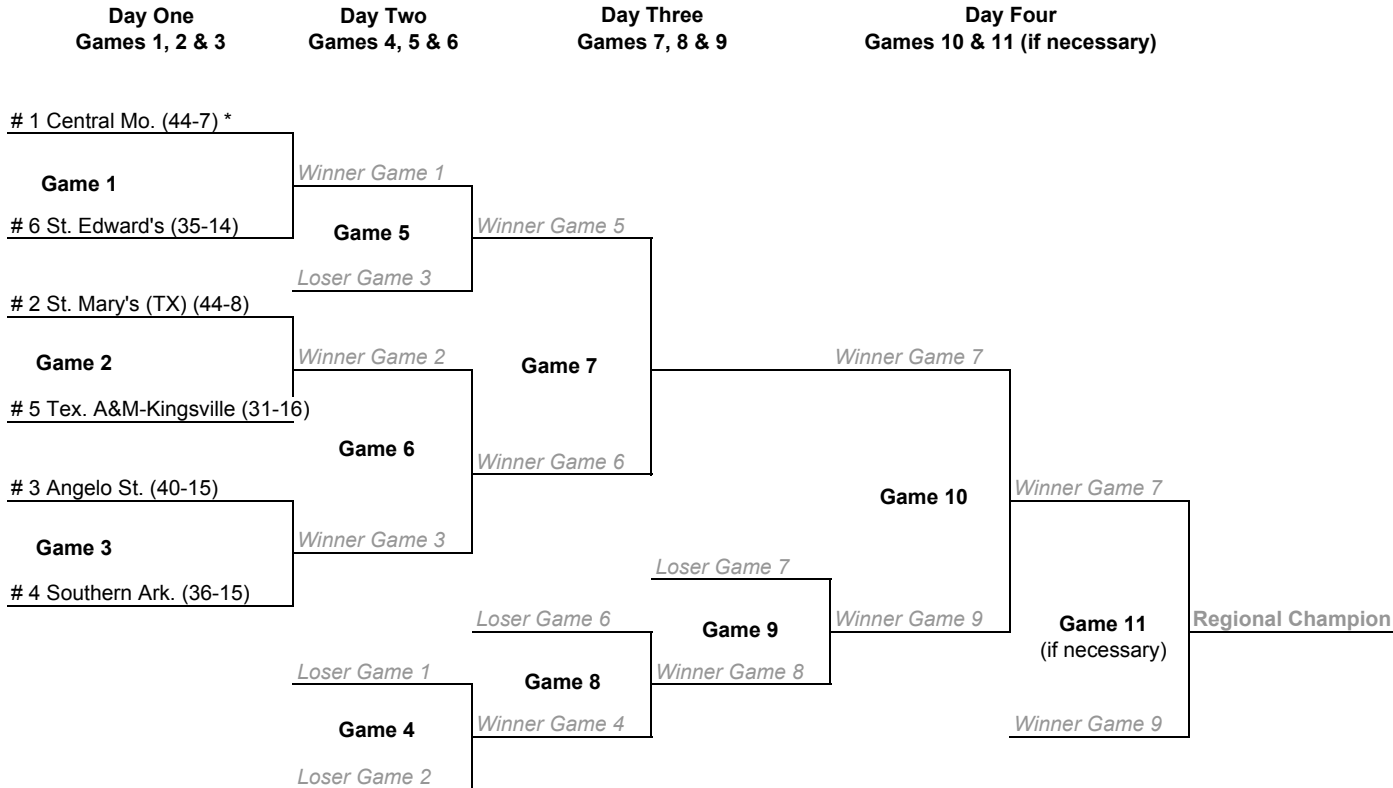 Day One
Games 1, 2 & 3
Day Two
Games 4, 5 & 6
Day Three
Games 7, 8 & 9
Day Four
Games 10 & 11 (if necessary)
# 1 Central Mo. (44-7) *
Game 1
# 6 St. Edward's (35-14)
# 2 St. Mary's (TX) (44-8)
Game 2
# 5 Tex. A&M-Kingsville (31-16)
# 3 Angelo St. (40-15)
Game 3
# 4 Southern Ark. (36-15)
Winner Game 1
Game 5
Loser Game 3
Winner Game 2
Game 6
Winner Game 3
Loser Game 1
Game 4
Loser Game 2
Winner Game 5
Game 7
Winner Game 6
Loser Game 6
Game 8
Winner Game 4
Loser Game 7
Game 9
Winner Game 8
Winner Game 7
Game 10
Winner Game 9
Winner Game 7
Game 11
(if necessary)
Winner Game 9
Regional Champion